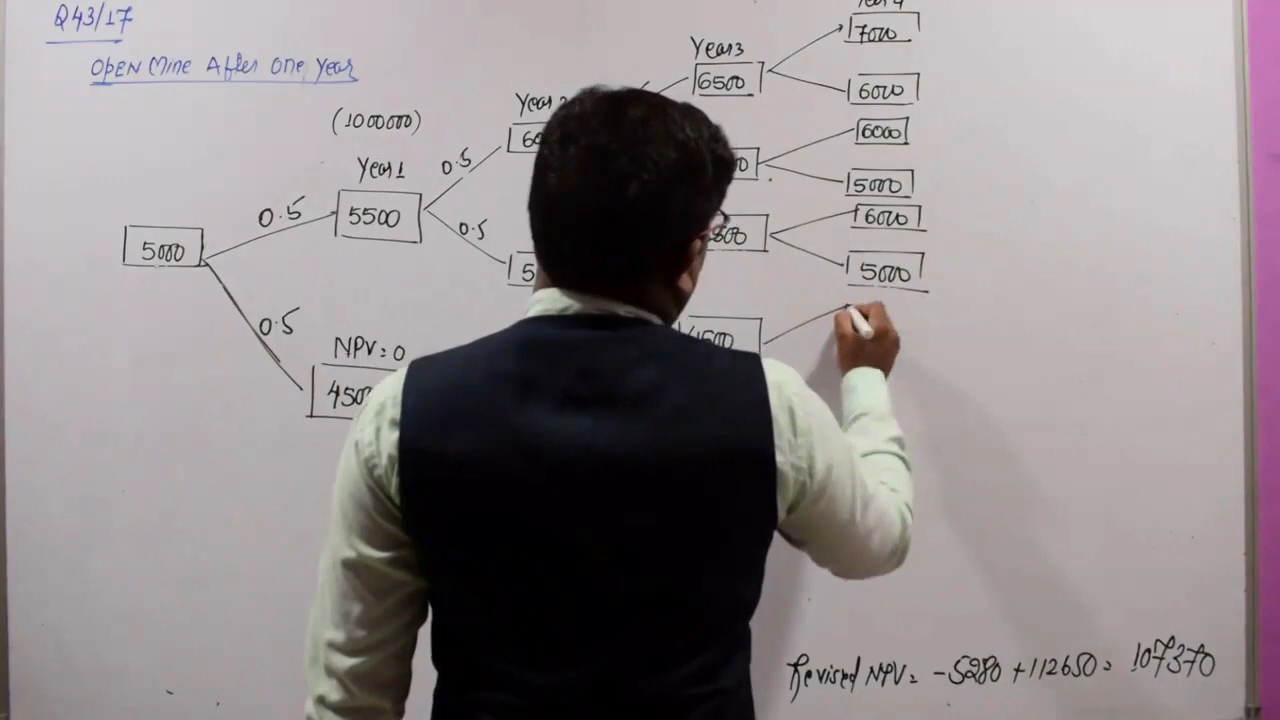 Q43/17
Open Mine After One Year
(1000000)
5000
0.5
0.5
Year 1
5500
NPV = 0
0.5
0.5
Year
Year 3
6500
7000
6000
6000
5000
6000
5000
Revised NPV = -5280 + 112650 = 107370